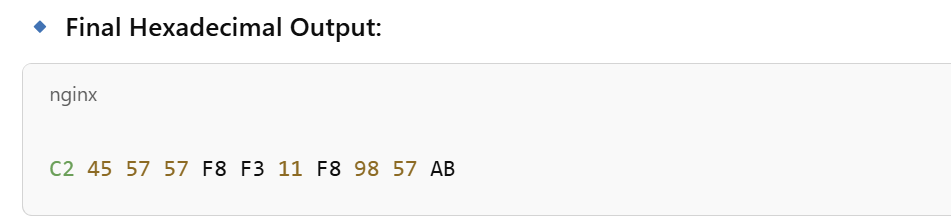 Final Hexadecimal Output:
nginx
C2 45 57 57 F8 F3 11 F8 98 57 AB